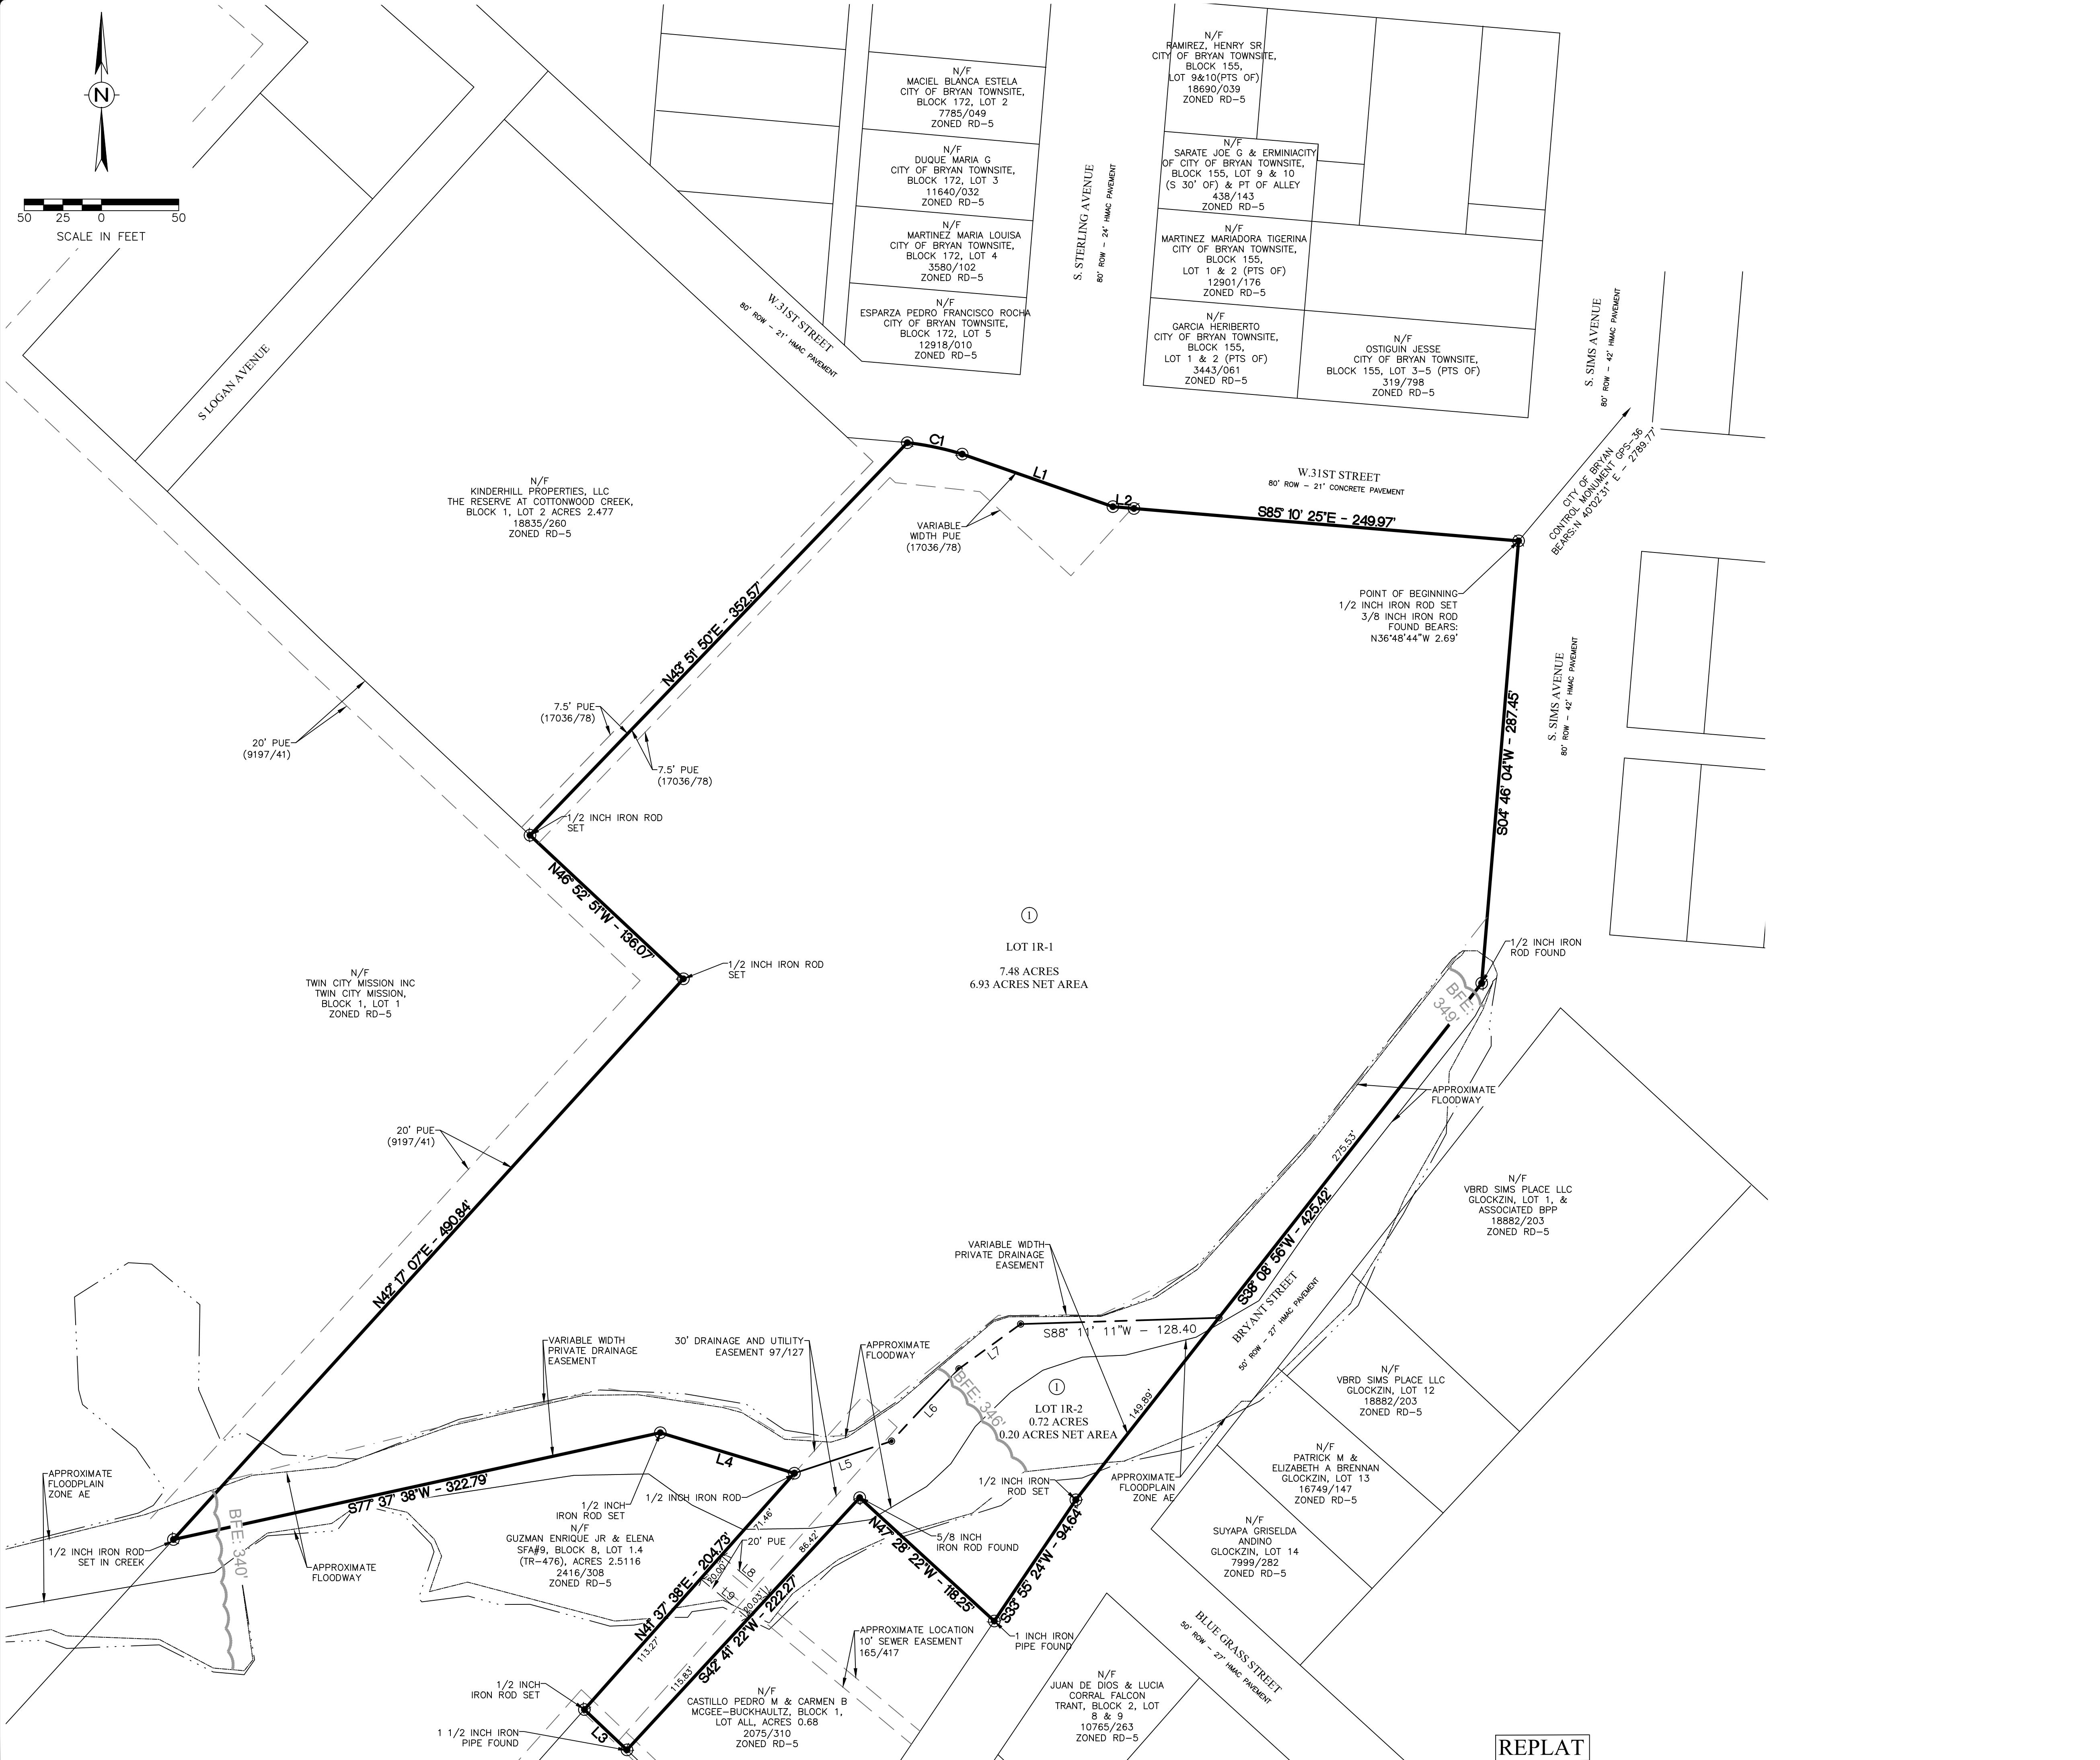 N
50 25 0 50
SCALE IN FEET
N/F
MACIEL BLANCA ESTELA
CITY OF BRYAN TOWNSITE,
BLOCK 172, LOT 2
7785/049
ZONED RD-5
N/F
DUQUE MARIA G
CITY OF BRYAN TOWNSITE,
BLOCK 172, LOT 3
11640/032
ZONED RD-5
N/F
MARTINEZ MARIA LOUISA
CITY OF BRYAN TOWNSITE,
BLOCK 172, LOT 4
3580/102
ZONED RD-5
N/F
ESPARZA PEDRO FRANCISCO ROCHA
CITY OF BRYAN TOWNSITE,
BLOCK 172, LOT 5
12918/010
ZONED RD-5
S. STERLING AVENUE
80' ROW - 24' HMAC PAVEMENT
N/F
RAMIREZ, HENRY SR
CITY OF BRYAN TOWNSITE,
BLOCK 155,
LOT 9&10(PTS OF)
18690/039
ZONED RD-5
N/F
SARATE JOE G & ERMINIACITY
OF CITY OF BRYAN TOWNSITE,
BLOCK 155, LOT 9 & 10
(S 30' OF) & PT OF ALLEY
438/143
ZONED RD-5
N/F
MARTINEZ MARIADORA TIGERINA
CITY OF BRYAN TOWNSITE,
BLOCK 155,
LOT 1 & 2 (PTS OF)
12901/176
ZONED RD-5
N/F
GARCIA HERIBERTO
CITY OF BRYAN TOWNSITE,
BLOCK 155,
LOT 1 & 2 (PTS OF)
3443/061
ZONED RD-5
N/F
OSTIGUIN JESSE
CITY OF BRYAN TOWNSITE,
BLOCK 155, LOT 3-5 (PTS OF)
319/798
ZONED RD-5
S. SIMS AVENUE
80' ROW - 42' HMAC PAVEMENT
W.31ST STREET
80' ROW - 21' HMAC PAVEMENT
S LOGAN AVENUE
CITY OF BRYAN
CONTROL MONUMENT GPS-36
BEARS:N 40°02'31" E - 2789.77'
N/F
KINDERHILL PROPERTIES, LLC
THE RESERVE AT COTTONWOOD CREEK,
BLOCK 1, LOT 2 ACRES 2.477
18835/260
ZONED RD-5
C1
L1
L2
W.31ST STREET
80' ROW - 21' CONCRETE PAVEMENT
S85° 10' 25"E - 249.97'
VARIABLE
WIDTH PUE
(17036/78)
POINT OF BEGINNING
1/2 INCH IRON ROD SET
3/8 INCH IRON ROD
FOUND BEARS:
N36°48'44"W 2.69'
N43° 51' 50"E - 352.57'
S04° 46' 04"W - 287.45'
S. SIMS AVENUE
80' ROW - 42' HMAC PAVEMENT
7.5' PUE
(17036/78)
20' PUE
(9197/41)
7.5' PUE
(17036/78)
1/2 INCH IRON ROD
SET
N46° 52' 51"W - 136.07'
1/2 INCH IRON ROD
SET
1
LOT 1R-1
7.48 ACRES
6.93 ACRES NET AREA
1/2 INCH IRON
ROD FOUND
BFE:
349'
N/F
TWIN CITY MISSION INC
TWIN CITY MISSION,
BLOCK 1, LOT 1
ZONED RD-5
APPROXIMATE
FLOODWAY
20' PUE
(9197/41)
275.53'
N/F
VBRD SIMS PLACE LLC
GLOCKZIN, LOT 1, &
ASSOCIATED BPP
18882/203
ZONED RD-5
N42° 17' 07"E - 490.84'
S38° 08' 56"W - 425.42'
VARIABLE WIDTH
PRIVATE DRAINAGE
EASEMENT
BRYANT STREET
50' ROW - 27' HMAC PAVEMENT
S88° 11' 11"W - 128.40
VARIABLE WIDTH
PRIVATE DRAINAGE
EASEMENT
30' DRAINAGE AND UTILITY
EASEMENT 97/127
APPROXIMATE
FLOODWAY
L7
BFE: 346'
L6
1
LOT 1R-2
0.72 ACRES
0.20 ACRES NET AREA
149.89'
N/F
VBRD SIMS PLACE LLC
GLOCKZIN, LOT 12
18882/203
ZONED RD-5
N/F
PATRICK M &
ELIZABETH A BRENNAN
GLOCKZIN, LOT 13
16749/147
ZONED RD-5
N/F
SUYAPA GRISELDA
ANDINO
GLOCKZIN, LOT 14
7999/282
ZONED RD-5
APPROXIMATE
FLOODPLAIN
ZONE AE
S77° 37' 38"W - 322.79'
L4
L5
1/2 INCH IRON ROD
1/2 INCH
IRON ROD SET
1/2 INCH IRON
ROD SET
APPROXIMATE
FLOODPLAIN
ZONE AE
BFE: 340'
1/2 INCH IRON ROD
SET IN CREEK
APPROXIMATE
FLOODWAY
N/F
GUZMAN ENRIQUE JR & ELENA
SFA#9, BLOCK 8, LOT 1.4
(TR-476), ACRES 2.5116
2416/308
ZONED RD-5
71.46'
20' PUE
86.42'
L8
L9
20.00'
20.03'
5/8 INCH
IRON ROD FOUND
N47° 28' 22"W - 118.25'
S33° 55' 24"W - 94.64'
N41° 37' 38"E - 204.73'
113.27'
S42° 41' 22"W - 222.27'
115.83'
1 INCH IRON
PIPE FOUND
APPROXIMATE LOCATION
10' SEWER EASEMENT
165/417
BLUE GRASS STREET
50' ROW - 27' HMAC PAVEMENT
1/2 INCH
IRON ROD SET
L3
1 1/2 INCH IRON
PIPE FOUND
N/F
CASTILLO PEDRO M & CARMEN B
MCGEE-BUCKHAULTZ, BLOCK 1,
LOT ALL, ACRES 0.68
2075/310
ZONED RD-5
N/F
JUAN DE DIOS & LUCIA
CORRAL FALCON
TRANT, BLOCK 2, LOT
8 & 9
10765/263
ZONED RD-5
REPLAT